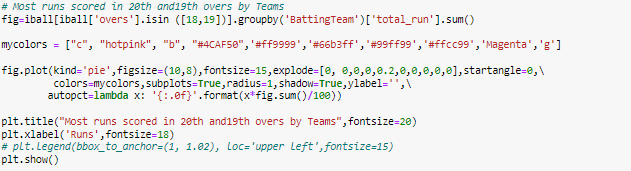 # Most runs scored in 20th and19th overs by Teams
fig=iball[iball['overs'].isin ([18,19])].groupby('BattingTeam')['total_run'].sum()
mycolors = ["c", "hotpink", "b", "#4CAF50",'#ff9999','#66b3ff','#99ff99','#ffcc99','Magenta','g']
fig.plot(kind='pie',figsize=(10,8),fontsize=15,explode=[0, 0,0,0,0.2,0,0,0,0,0],startangle=0,\
colors=mycolors,subplots=True,radius=1,shadow=True,ylabel='',\
autopct=lambda x: '{:.0f}'.format(x*fig.sum()/100))
plt.title("Most runs scored in 20th and19th overs by Teams",fontsize=20)
plt.xlabel('Runs',fontsize=18)
# plt.legend(bbox_to_anchor=(1, 1.02), loc='upper left',fontsize=15)
plt.show()